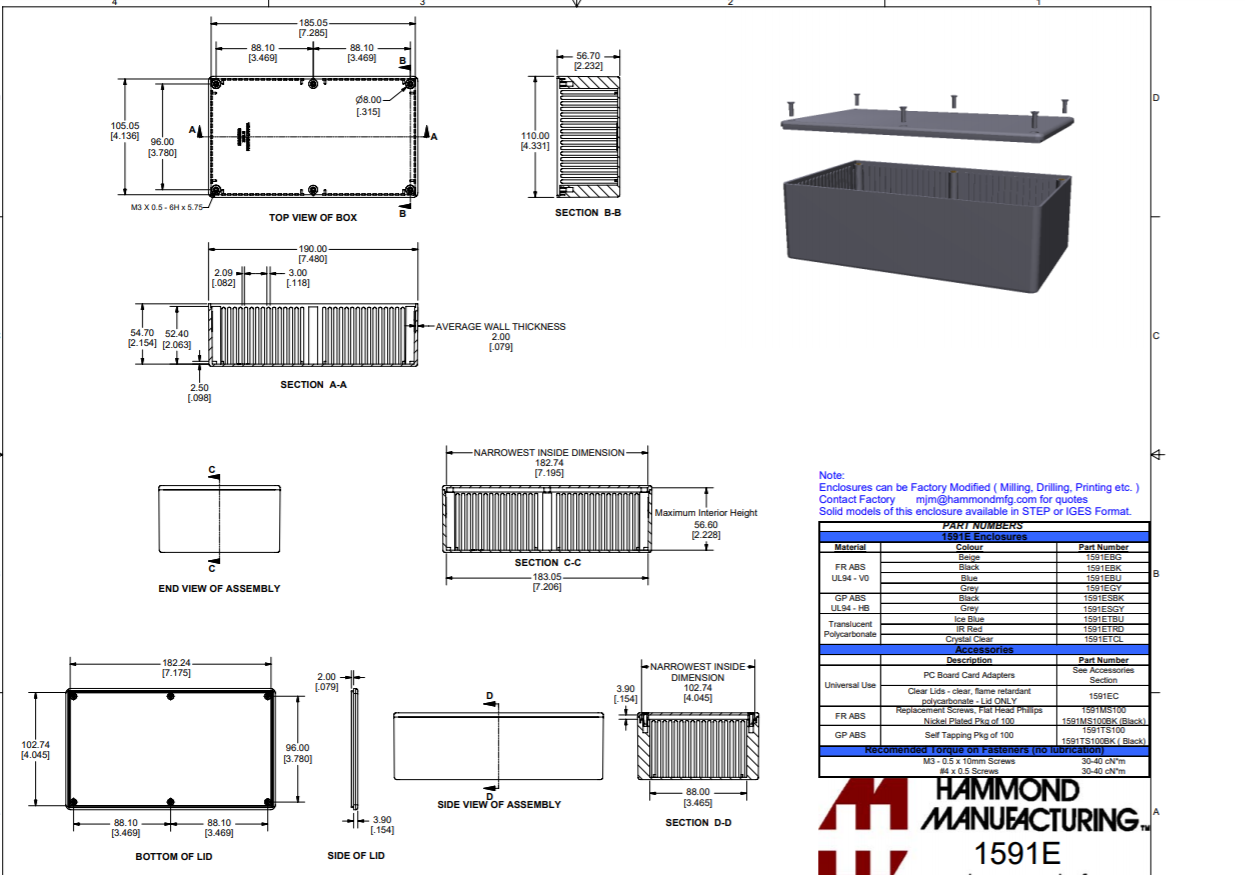 4
3
2
1
185.05
[7.285]
88.10
[3.469]
88.10
[3.469]
B
Ø8.00
[.315]
105.05
[4.136]
96.00
[3.780]
A
A
M3 X 0.5 - 6H x 5.75
B
TOP VIEW OF BOX
56.70
[2.232]
110.00
[4.331]
SECTION B-B
D
190.00
[7.480]
2.09
[.082]
3.00
[.118]
54.70
[2.154]
52.40
[2.063]
AVERAGE WALL THICKNESS
2.00
[.079]
2.50
[.098]
SECTION A-A
C
C
C
END VIEW OF ASSEMBLY
NARROWEST INSIDE DIMENSION
182.74
[7.195]
Maximum Interior Height
56.60
[2.228]
SECTION C-C
183.05
[7.206]
Note:
Enclosures can be Factory Modified ( Milling, Drilling, Printing etc. )
Contact Factory mjm@hammondmfg.com for quotes
Solid models of this enclosure available in STEP or IGES Format.
PART NUMBERS
1591E Enclosures
Material Colour Part Number
FR ABS
UL94 - V0
Beige 1591EBG
Black 1591EBK
Blue 1591EBU
Grey 1591EGY
GP ABS
UL94 - HB
Black 1591ESBK
Grey 1591ESGY
Translucent
Polycarbonate
Ice Blue 1591ETBU
IR Red 1591ETRD
Crystal Clear 1591ETCL
Accessories
Description Part Number
Universal Use
PC Board Card Adapters
See Accessories
Section
Clear Lids - clear, flame retardant
polycarbonate - Lid ONLY
1591EC
FR ABS
Replacement Screws, Flat Head Phillips
Nickel Plated Pkg of 100
1591MS100
1591MS100BK (Black)
GP ABS
Self Tapping Pkg of 100
1591TS100
1591TS100BK ( Black)
Recomended Torque on Fasteners (no lubrication)
M3 - 0.5 x 10mm Screws 30-40 cN*m
#4 x 0.5 Screws 30-40 cN*m
B
182.24
[7.175]
102.74
[4.045]
96.00
[3.780]
88.10
[3.469]
88.10
[3.469]
BOTTOM OF LID
2.00
[.079]
3.90
[.154]
SIDE OF LID
D
D
SIDE VIEW OF ASSEMBLY
NARROWEST INSIDE
DIMENSION
102.74
[4.045]
3.90
[.154]
88.00
[3.465]
SECTION D-D
HAMMOND
MANUFACTURING™
1591E
A